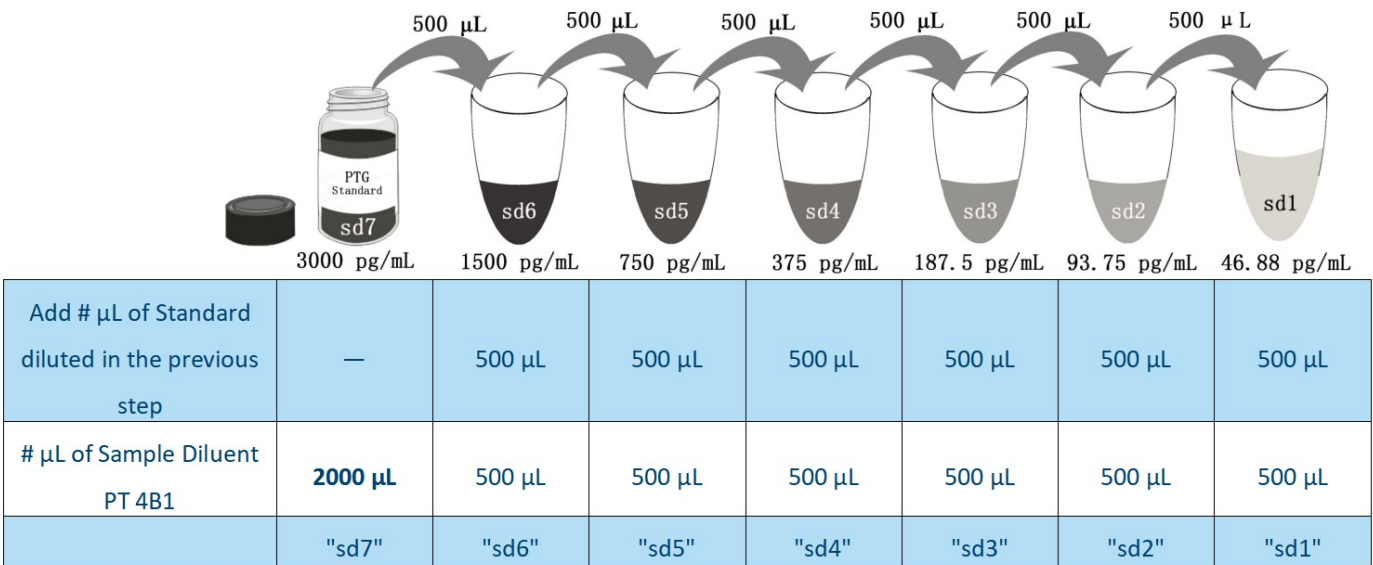 500 μL 500 μL 500 μL 500 μL 500 μL 500 μ L
PTG
Standard
sd7 sd6 sd5 sd4 sd3 sd2 sd1
3000 pg/mL 1500 pg/mL 750 pg/mL 375 pg/mL 187.5 pg/mL 93.75 pg/mL 46.88 pg/mL
Add # μL of Standard
diluted in the previous
step
— 500 μL 500 μL 500 μL 500 μL 500 μL 500 μL
# μL of Sample Diluent
PT 4B1
2000 μL 500 μL 500 μL 500 μL 500 μL 500 μL 500 μL
"sd7" "sd6" "sd5" "sd4" "sd3" "sd2" "sd1"